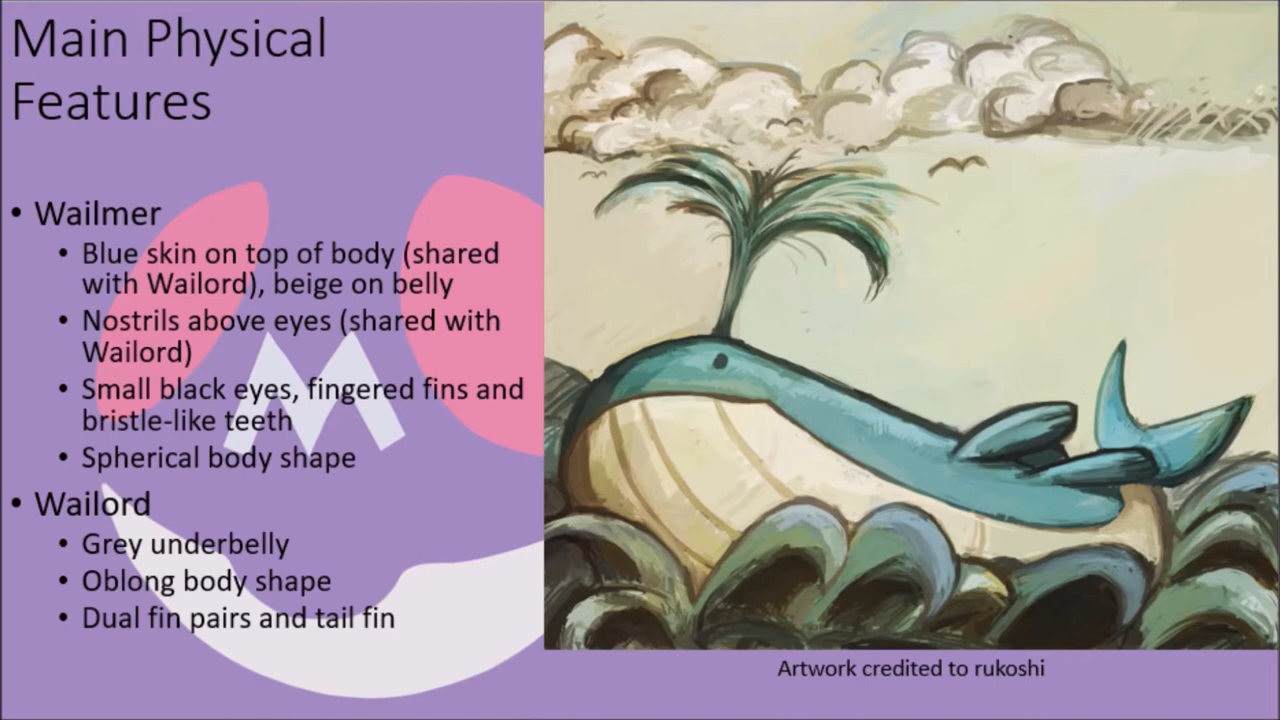 Main Physical
Features
• Wailmer
• Blue skin on top of body (shared
with Wailord), beige on belly
• Nostrils above eyes (shared with
Wailord)
• Small black eyes, fingered fins and
bristle-like teeth
• Spherical body shape
• Wailord
• Grey underbelly
• Oblong body shape
• Dual fin pairs and tail fin
Artwork credited to rukoshi